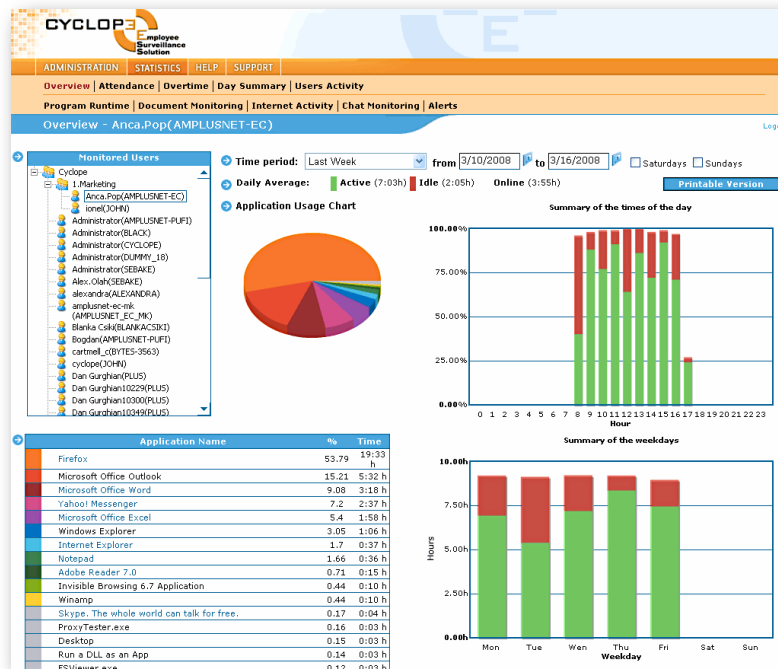 CYCLOPE
Employee
Surveillance
Solution
ADMINISTRATION STATISTICS HELP SUPPORT
Overview | Attendance | Overtime | Day Summary | Users Activity
Program Runtime | Document Monitoring | Internet Activity | Chat Monitoring | Alerts
Overview - Anca.Pop(AMPLUSNET-EC)
Monitored Users
Cyclope
1.Marketing
Anca.Pop(AMPLUSNET-EC)
ionel(JOHN)
Administrator(AMPLUSNET-PUFI)
Administrator(BLACK)
Administrator(CYCLOPE)
Administrator(DUMMY_18)
Administrator(SEBAKE)
Alex.Olah(SEBAKE)
alexandra(ALEXANDRA)
amplusnet-ec-mk
(AMPLUSNET_EC_MK)
Blanka Csiki(BLANKACSIKI)
Bogdan(AMPLUSNET-PUFI)
cartmell_c(BYTES-3563)
cyclope(JOHN)
Dan Gurghian(PLUS)
Dan Gurghian10229(PLUS)
Dan Gurghian10300(PLUS)
Dan Gurghian10349(PLUS)
Time period: Last Week from 3/10/2008 to 3/16/2008 Saturdays Sundays
Daily Average: Active (7:03h) Idle (2:05h) Online (3:55h) Printable Version
Application Usage Chart
Summary of the times of the day
100.00%
75.00%
50.00%
25.00%
0.00%
0 1 2 3 4 5 6 7 8 9 10 11 12 13 14 15 16 17 18 19 20 21 22 23
Hour
Application Name % Time
Firefox 53.79 19:33 h
Microsoft Office Outlook 15.21 5:32 h
Microsoft Office Word 9.08 3:18 h
Yahoo! Messenger 7.2 2:37 h
Microsoft Office Excel 5.4 1:58 h
Windows Explorer 3.05 1:06 h
Internet Explorer 1.7 0:37 h
Notepad 1.66 0:36 h
Adobe Reader 7.0 0.71 0:15 h
Invisible Browsing 6.7 Application 0.44 0:10 h
Winamp 0.44 0:10 h
Skype. The whole world can talk for free. 0.17 0:04 h
ProxyTester.exe 0.16 0:03 h
Desktop 0.15 0:03 h
Run a DLL as an App 0.14 0:03 h
FSViewer.exe 0.12 0:03 h
Summary of the weekdays
10.00h
7.50h
5.00h
2.50h
0.00h
Hours
Mon Tue Wen Thu Fri Sat Sun
Weekday